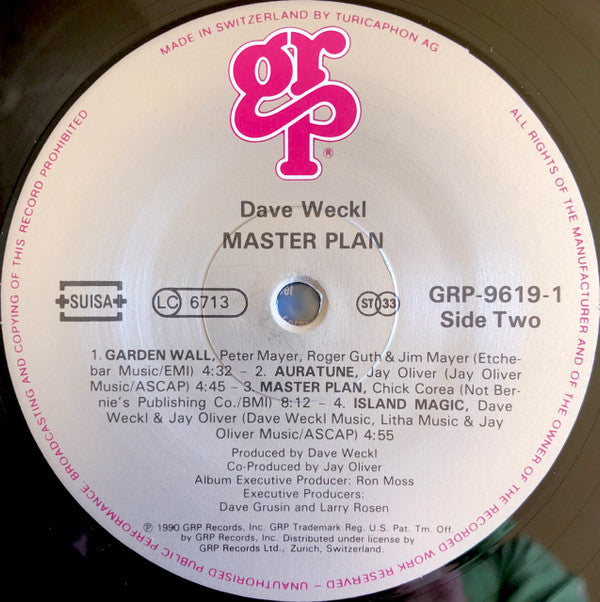 MADE IN SWITZERLAND BY TURICAPHON AG
grp
®
Dave Weckl
MASTER PLAN
SUISA
LC 6713
ST 33
GRP-9619-1
Side Two
1. GARDEN WALL, Peter Mayer, Roger Guth & Jim Mayer (Etche-
bar Music/EMI) 4:32 – 2. AURATUNE, Jay Oliver (Jay Oliver
Music/ASCAP) 4:45 – 3. MASTER PLAN, Chick Corea (Not Ber-
nie's Publishing Co./BMI) 8:12 – 4. ISLAND MAGIC, Dave
Weckl & Jay Oliver (Dave Weckl Music, Litha Music & Jay
Oliver Music/ASCAP) 4:55
Produced by Dave Weckl
Co-Produced by Jay Oliver
Album Executive Producer: Ron Moss
Executive Producers:
Dave Grusin and Larry Rosen
℗ 1990 GRP Records, Inc. GRP Trademark Reg. U.S. Pat. Tm. Off.
by GRP Records, Inc. Distributed under license by
GRP Records Ltd., Zurich, Switzerland.
ALL RIGHTS OF THE MANUFACTURER AND OF THE OWNER OF THE RECORDED WORK RESERVED – UNAUTHORISED PUBLIC PERFORMANCE BROADCASTING AND COPYING OF THIS RECORD PROHIBITED